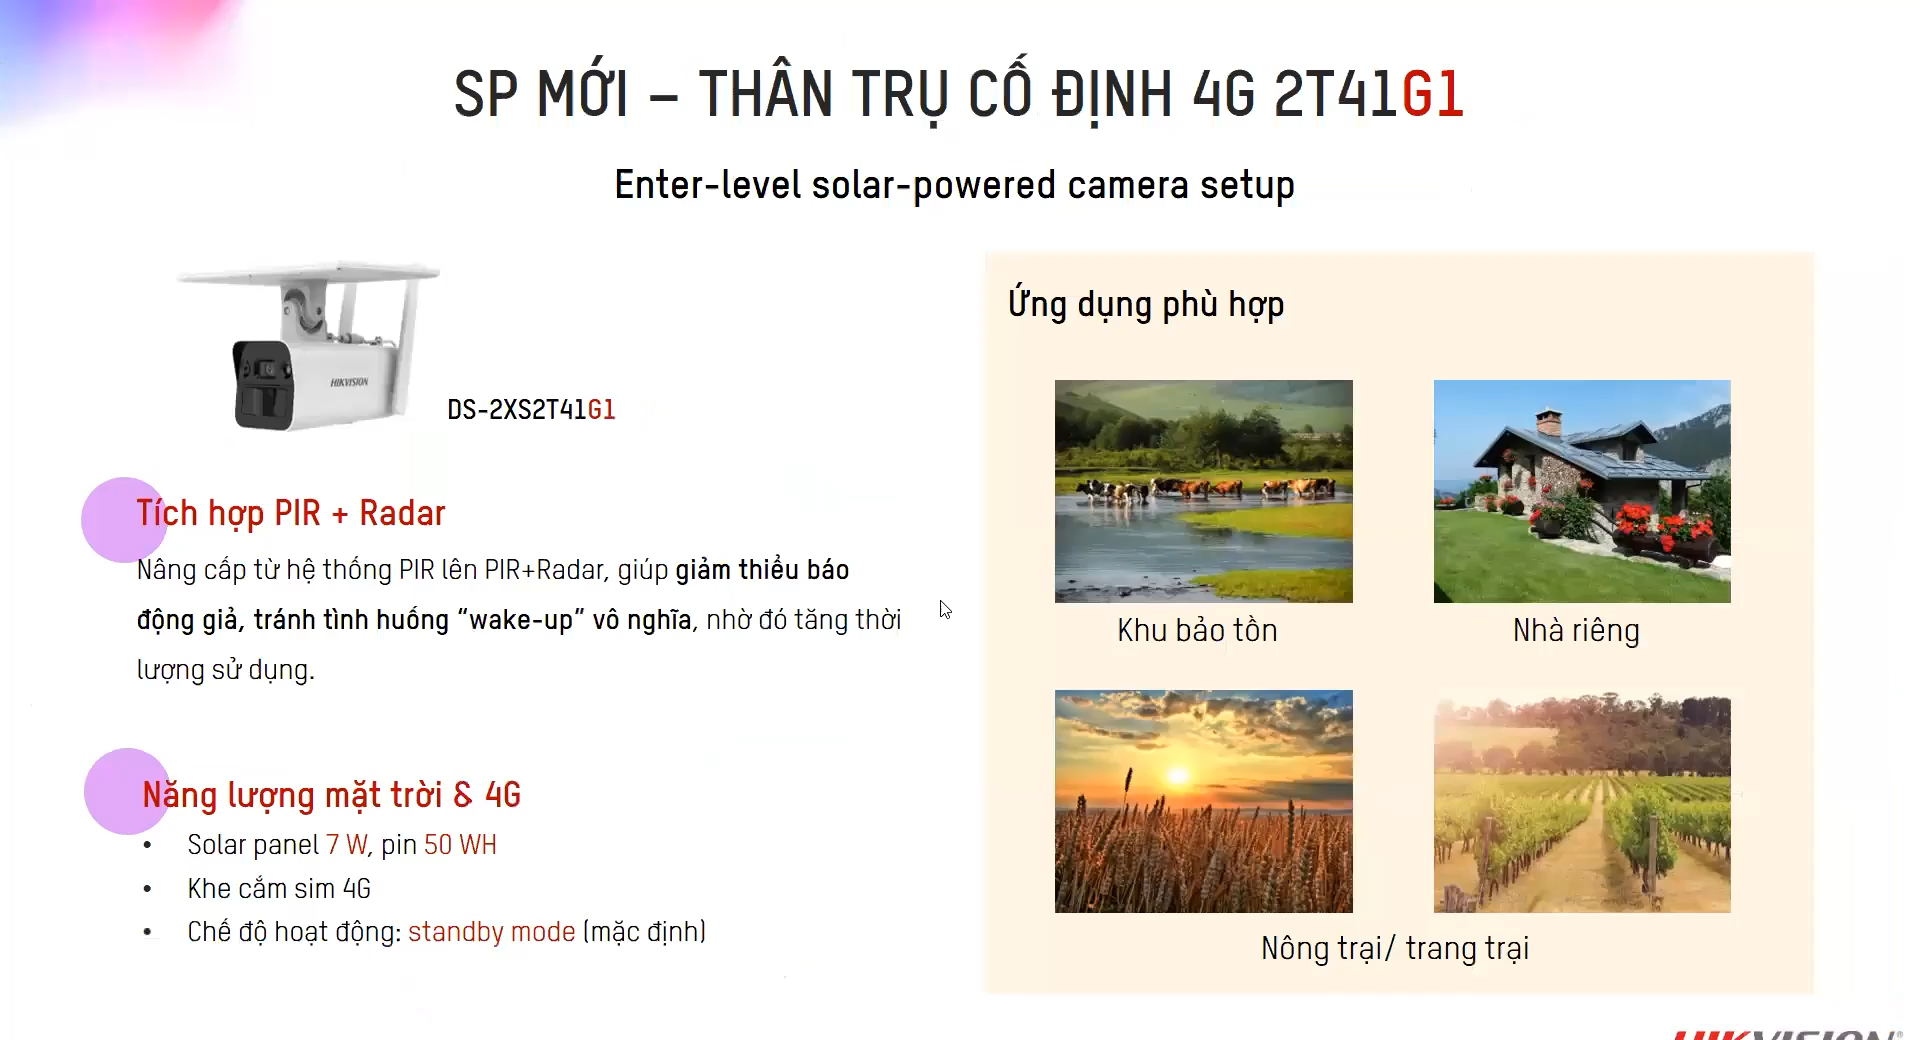 SP MỚI – THÂN TRỤ CỐ ĐỊNH 4G 2T41G1
Enter-level solar-powered camera setup
HIKVISION
DS-2XS2T41G1
Tích hợp PIR + Radar
Nâng cấp từ hệ thống PIR lên PIR+Radar, giúp giảm thiểu báo
động giả, tránh tình huống “wake-up” vô nghĩa, nhờ đó tăng thời
lượng sử dụng.
Năng lượng mặt trời & 4G
• Solar panel 7 W, pin 50 WH
• Khe cắm sim 4G
• Chế độ hoạt động: standby mode (mặc định)
Ứng dụng phù hợp
Khu bảo tồn
Nhà riêng
Nông trại/ trang trại
HIKVISION®